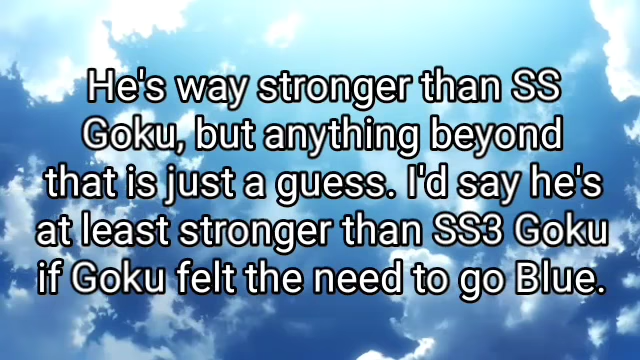 He's way stronger than SS
Goku, but anything beyond
that is just a guess. I'd say he's
at least stronger than SS3 Goku
if Goku felt the need to go Blue.